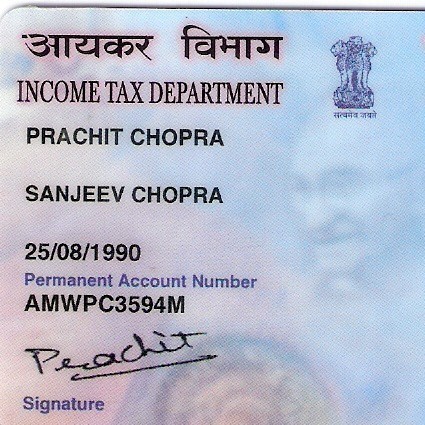 आयकर विभाग
INCOME TAX DEPARTMENT
सत्यमेव जयते
PRACHIT CHOPRA
SANJEEV CHOPRA
25/08/1990
Permanent Account Number
AMWPC3594M
Prachit
Signature